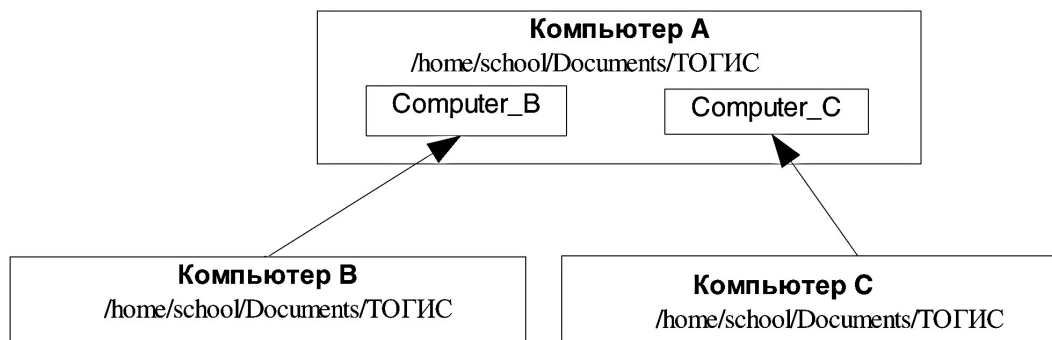 Компьютер A
/home/school/Documents/ТОГИС
Computer_B
Computer_C
Компьютер B
/home/school/Documents/ТОГИС
Компьютер C
/home/school/Documents/ТОГИС